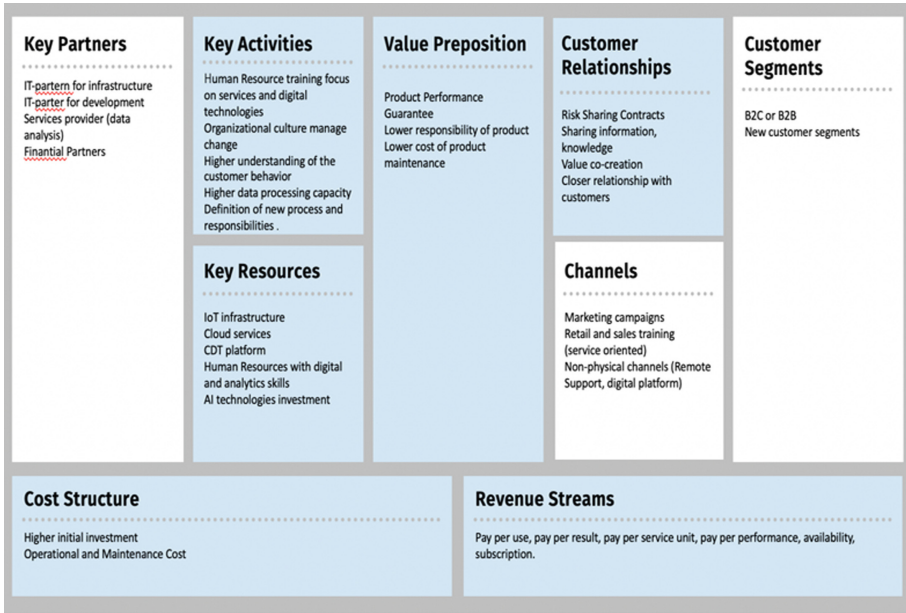 Key Partners
IT-partern for infrastructure
IT-parter for development
Services provider (data
analysis)
Finantial Partners
Key Activities
Human Resource training focus
on services and digital
technologies
Organizational culture manage
change
Higher understanding of the
customer behavior
Higher data processing capacity
Definition of new process and
responsibilities .
Key Resources
IoT infrastructure
Cloud services
CDT platform
Human Resources with digital
and analytics skills
AI technologies investment
Value Preposition
Product Performance
Guarantee
Lower responsibility of product
Lower cost of product
maintenance
Customer
Relationships
Risk Sharing Contracts
Sharing information,
knowledge
Value co-creation
Closer relationship with
customers
Channels
Marketing campaigns
Retail and sales training
(service oriented)
Non-physical channels (Remote
Support, digital platform)
Customer
Segments
B2C or B2B
New customer segments
Cost Structure
Higher initial investment
Operational and Maintenance Cost
Revenue Streams
Pay per use, pay per result, pay per service unit, pay per performance, availability,
subscription.